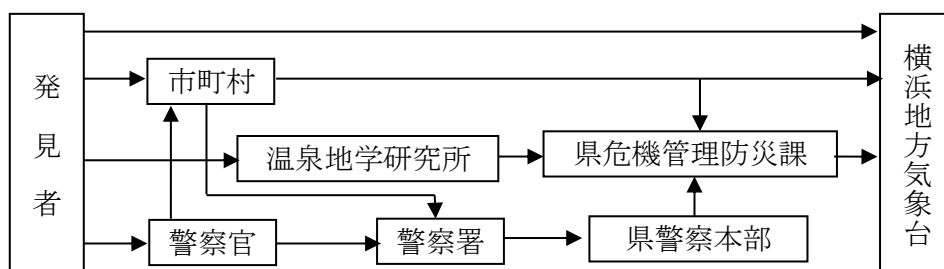 発見者
市町村
温泉地学研究所
県危機管理防災課
警察官
警察署
県警察本部
横浜地方気象台